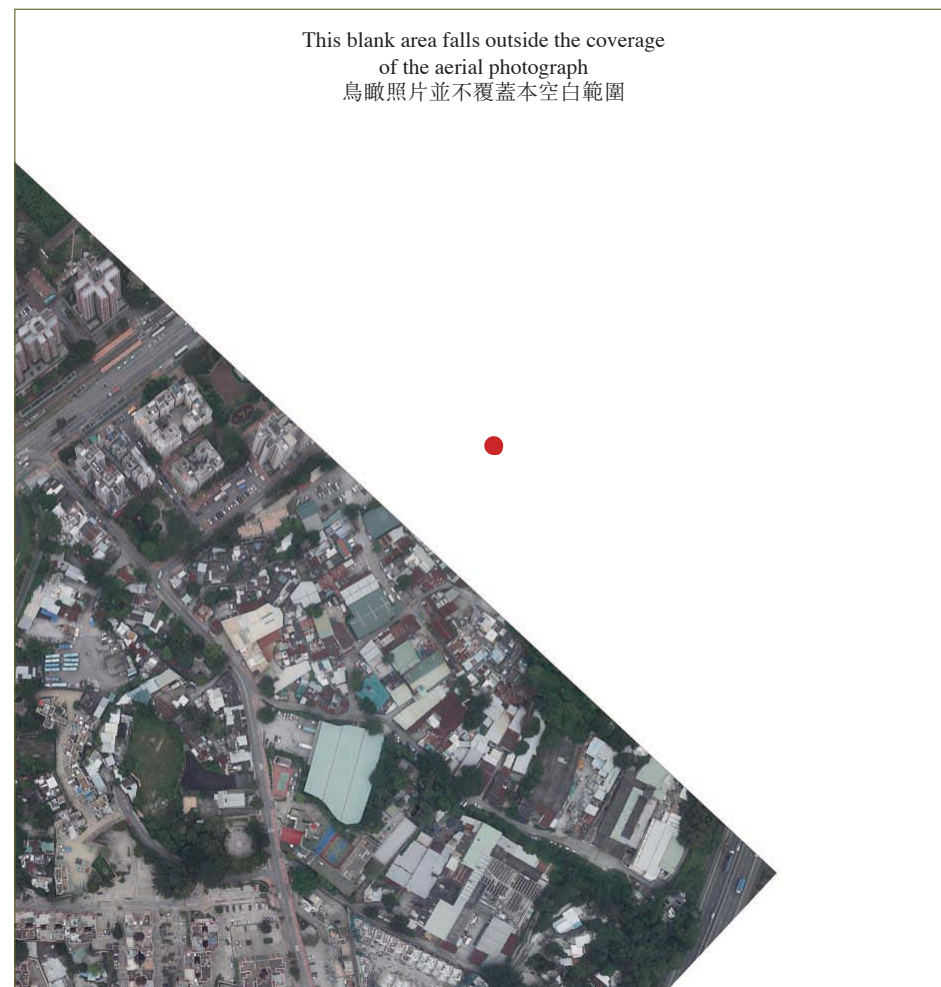 This blank area falls outside the coverage
of the aerial photograph
鳥瞰照片並不覆蓋本空白範圍